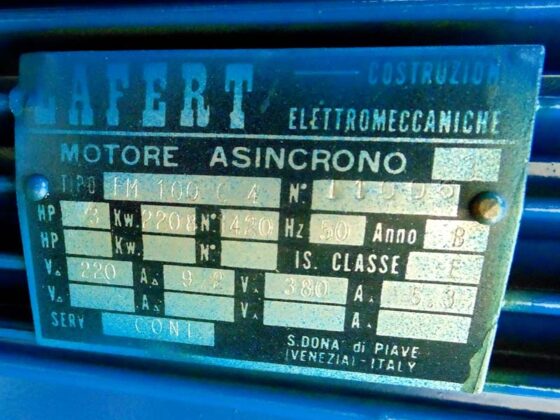 LAFERT COSTRUZIONI
ELETTROMECCANICHE
MOTORE ASINCRONO
TIPO FM 100 C 4 N.
HP 3 Kw. 2208 N° 1420 Hz 50 Anno B
HP Kw. N° IS. CLASSE E
V. 220 A. 9.2 V. 380 A. 5.3
V. A. V. A.
SERV CONT
S. DONA' di PIAVE
(VENEZIA) - ITALY